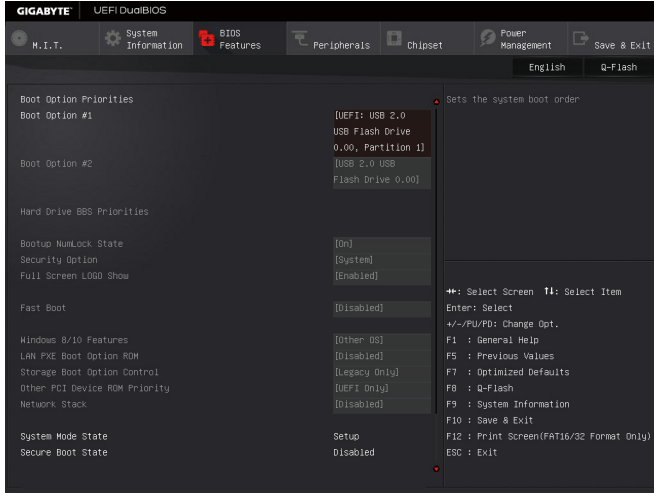 GIGABYTE™ UEFI DualBIOS
M.I.T.
System Information
BIOS Features
Peripherals
Chipset
Power Management
Save & Exit
English Q-Flash
Boot Option Priorities
Boot Option #1 [UEFI: USB 2.0
USB Flash Drive
0.00, Partition 1]
Boot Option #2 [USB 2.0 USB
Flash Drive 0.00]
Hard Drive BBS Priorities
Bootup NumLock State [On]
Security Option [System]
Full Screen LOGO Show [Enabled]
Fast Boot [Disabled]
Windows 8/10 Features [Other OS]
LAN PXE Boot Option ROM [Disabled]
Storage Boot Option Control [Legacy Only]
Other PCI Device ROM Priority [UEFI Only]
Network Stack [Disabled]
System Mode State Setup
Secure Boot State Disabled
Sets the system boot order
→←: Select Screen ↑↓: Select Item
Enter: Select
+/-/PU/PD: Change Opt.
F1 : General Help
F5 : Previous Values
F7 : Optimized Defaults
F8 : Q-Flash
F9 : System Information
F10 : Save & Exit
F12 : Print Screen(FAT16/32 Format Only)
ESC : Exit